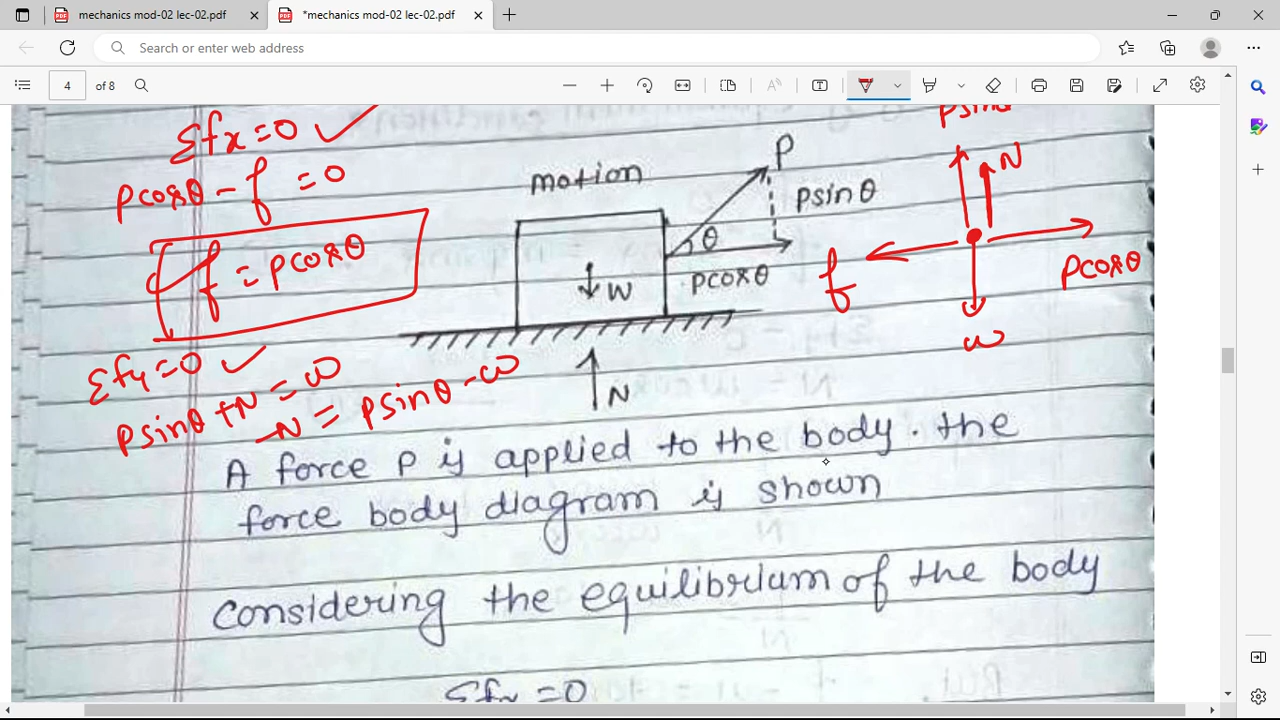 mechanics mod-02 lec-02.pdf
*mechanics mod-02 lec-02.pdf
Search or enter web address
4 of 8
Σfx = 0
pcosθ - f = 0
f = pcosθ
Σfy = 0
psinθ + N = w
-N = psinθ - w
motion
P
psinθ
θ
pcosθ
W
N
psinθ
N
f
pcosθ
w
A force P is applied to the body. the
force body diagram is shown
considering the equilibrium of the body
Σfx = 0